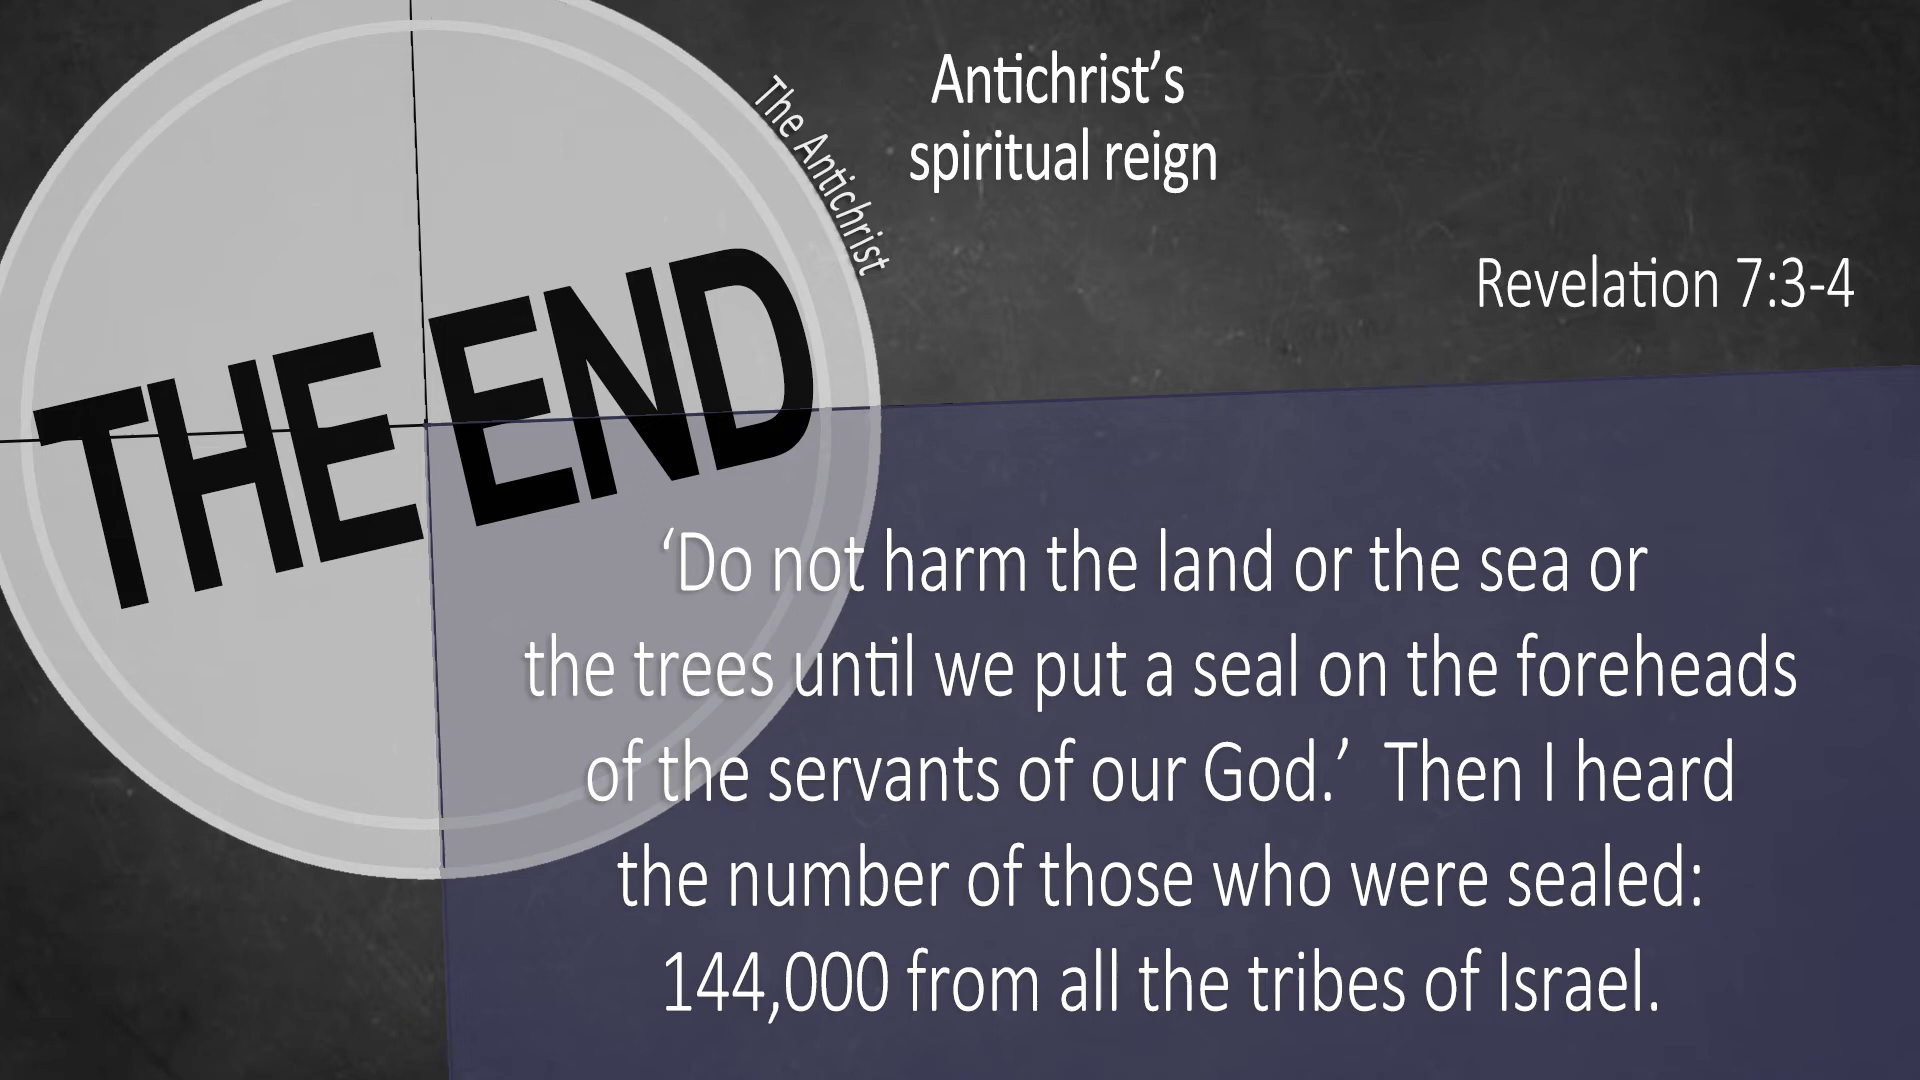 THE END
The Antichrist
Antichrist’s
spiritual reign
Revelation 7:3-4
‘Do not harm the land or the sea or
the trees until we put a seal on the foreheads
of the servants of our God.’  Then I heard
the number of those who were sealed:
144,000 from all the tribes of Israel.